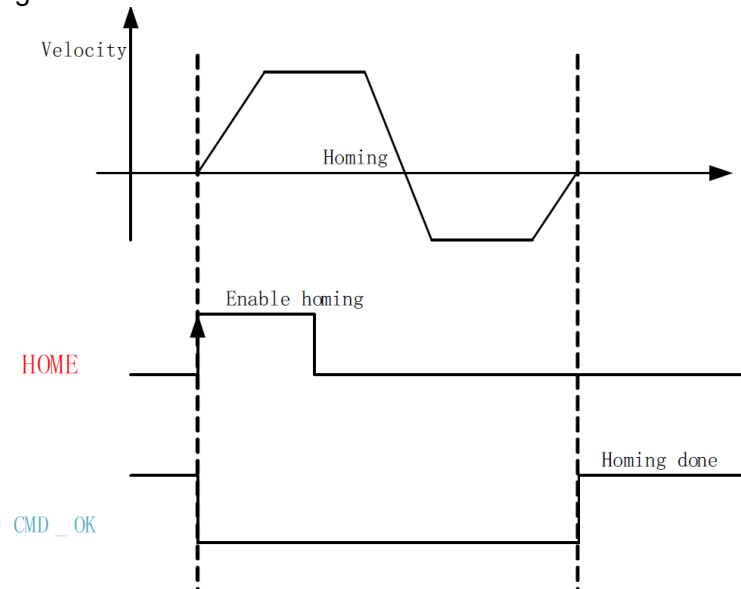 g
Velocity
Homing
Enable homing
HOME
Homing done
CMD _ OK